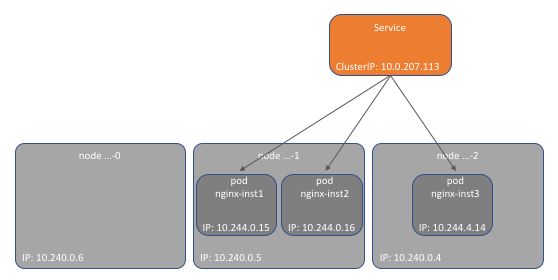 Service
ClusterIP: 10.0.207.113
node ...-0
IP: 10.240.0.6
node ...-1
pod
nginx-inst1
IP: 10.244.0.15
pod
nginx-inst2
IP: 10.244.0.16
IP: 10.240.0.5
node ...-2
pod
nginx-inst3
IP: 10.244.4.14
IP: 10.240.0.4